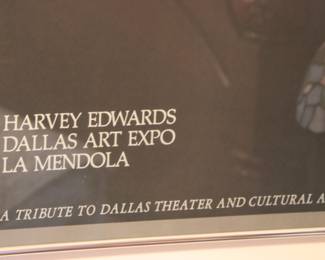 HARVEY EDWARDS
DALLAS ART EXPO
LA MENDOLA
A TRIBUTE TO DALLAS THEATER AND CULTURAL A